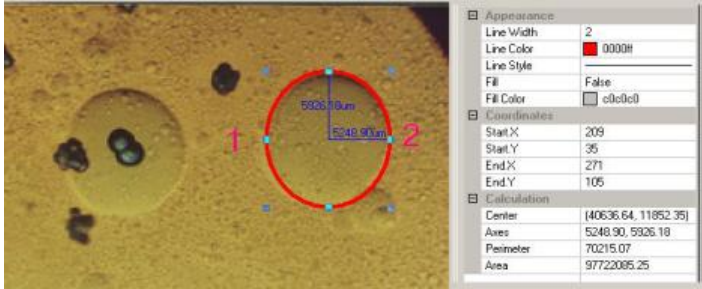 5926.18um
5248.90um
1
2
Appearance
Line Width 2
Line Color 0000ff
Line Style
Fill False
Fill Color c0c0c0
Coordinates
Start.X 209
Start.Y 35
End.X 271
End.Y 105
Calculation
Center (40636.64, 11852.35)
Axes 5248.90, 5926.18
Perimeter 70215.07
Area 97722085.25